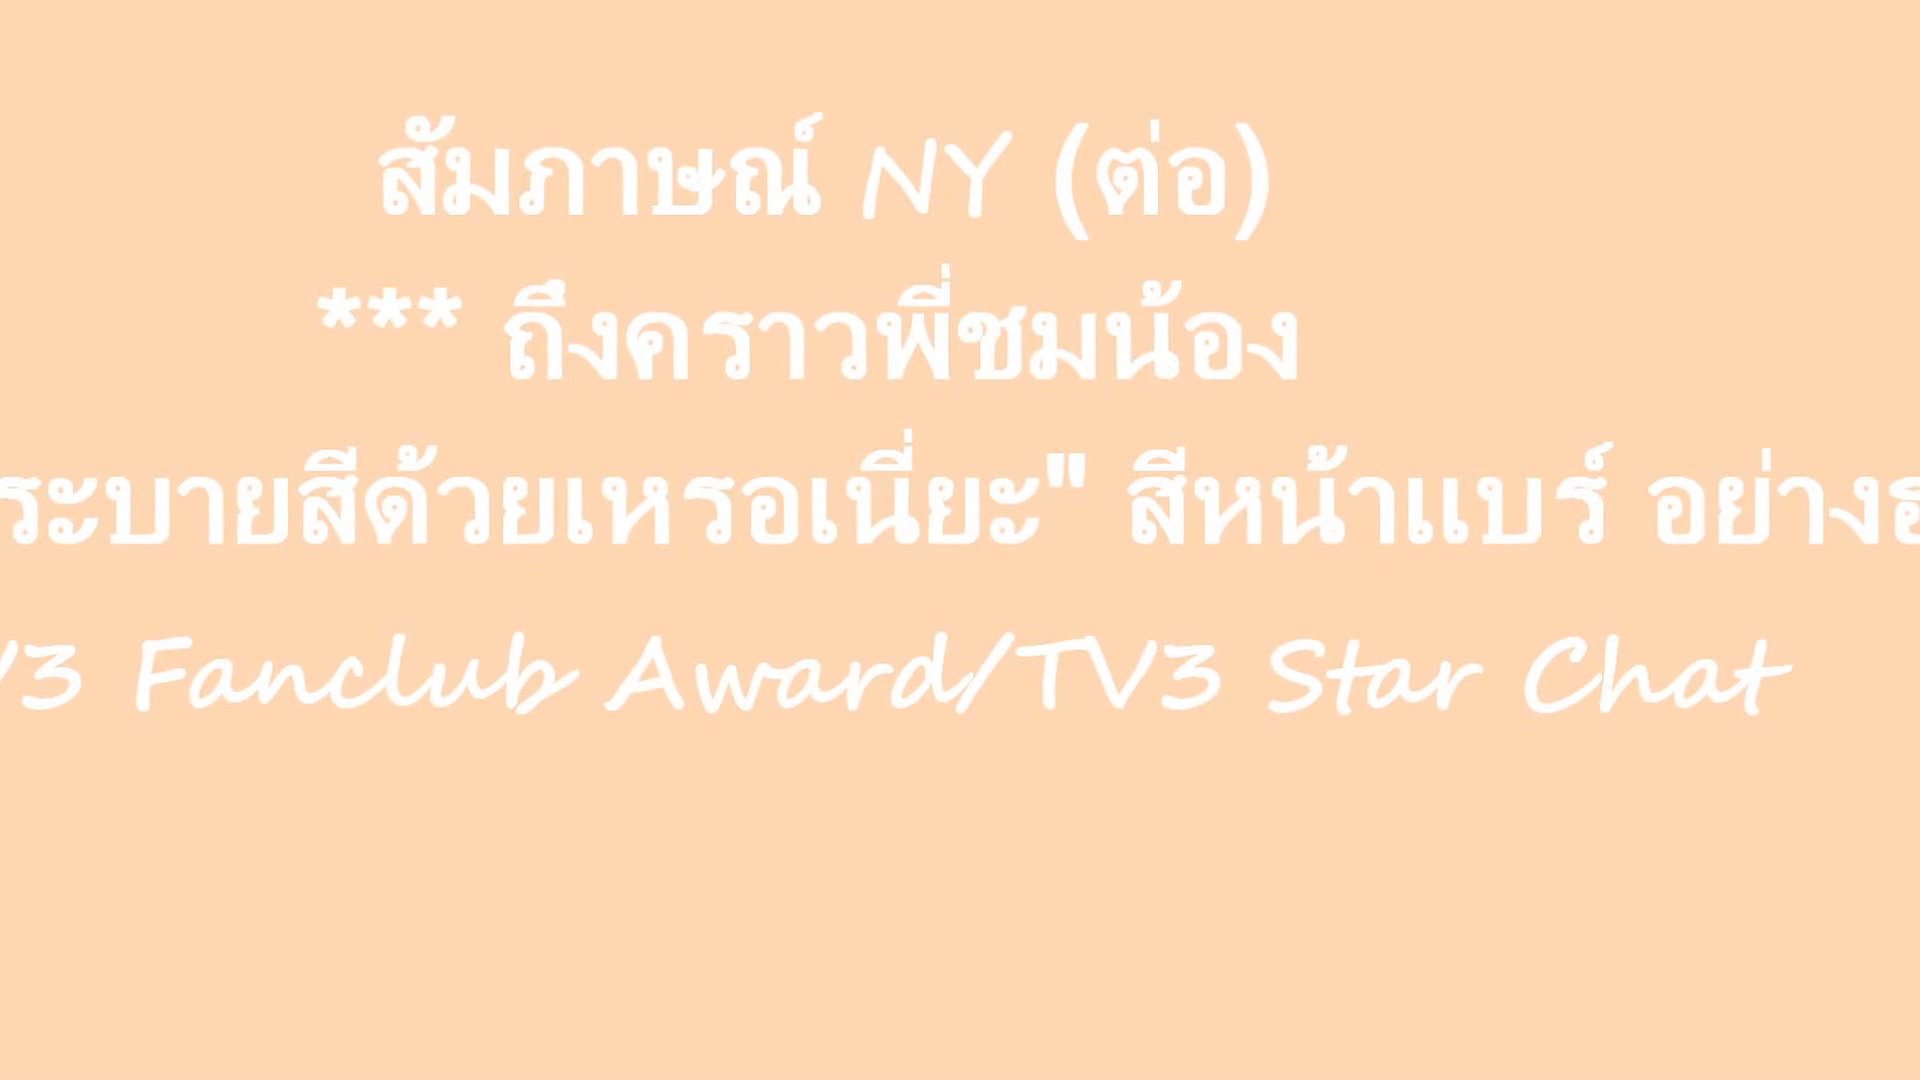 สัมภาษณ์ NY (ต่อ)
*** ถึงคราวพี่ชมน้อง
ระบายสีด้วยเหรอเนี่ยะ" สีหน้าแบร์ อย่าง
V3 Fanclub Award/TV3 Star Chat